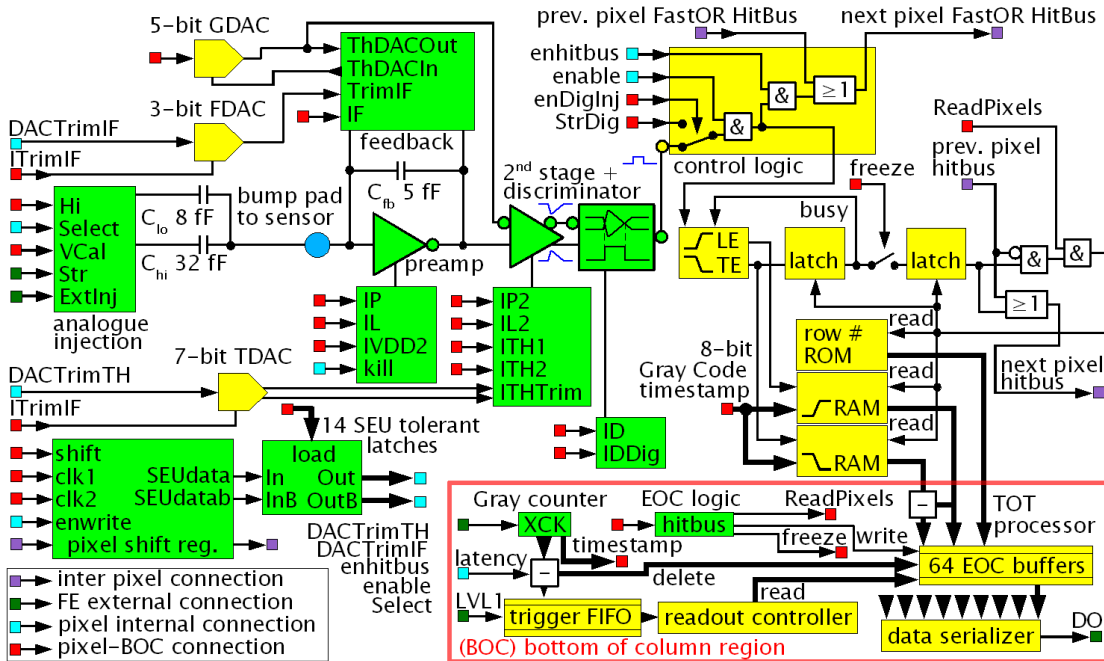 5-bit GDAC
prev. pixel FastOR HitBus
next pixel FastOR HitBus
ThDACOut
ThDACIn
TrimIF
IF
enhitbus
enable
enDigInj
StrDig
&
≥1
&
ReadPixels
3-bit FDAC
DACTrimIF
ITrimIF
feedback
2nd stage +
discriminator
control logic
freeze
prev. pixel
hitbus
Hi
Select
VCal
Str
ExtInj
Clo 8 fF
Chi 32 fF
bump pad
to sensor
Cfb 5 fF
preamp
busy
LE
TE
latch
latch
&
&
≥1
analogue
injection
IP
IL
IVDD2
kill
IP2
IL2
ITH1
ITH2
ITHTrim
read
row #
ROM
8-bit
Gray Code
timestamp
read
RAM
read
RAM
next pixel
hitbus
7-bit TDAC
DACTrimTH
ITrimIF
14 SEU tolerant
latches
ID
IDDig
shift
clk1
clk2
enwrite
SEUdata
SEUdatab
pixel shift reg.
load
In
Out
InB
OutB
DACTrimTH
DACTrimIF
enhitbus
enable
Select
Gray counter
XCK
EOC logic
hitbus
ReadPixels
freeze
write
−
TOT
processor
latency
−
timestamp
delete
64 EOC buffers
LVL1
trigger FIFO
read
readout controller
data serializer
DO
(BOC) bottom of column region
inter pixel connection
FE external connection
pixel internal connection
pixel-BOC connection